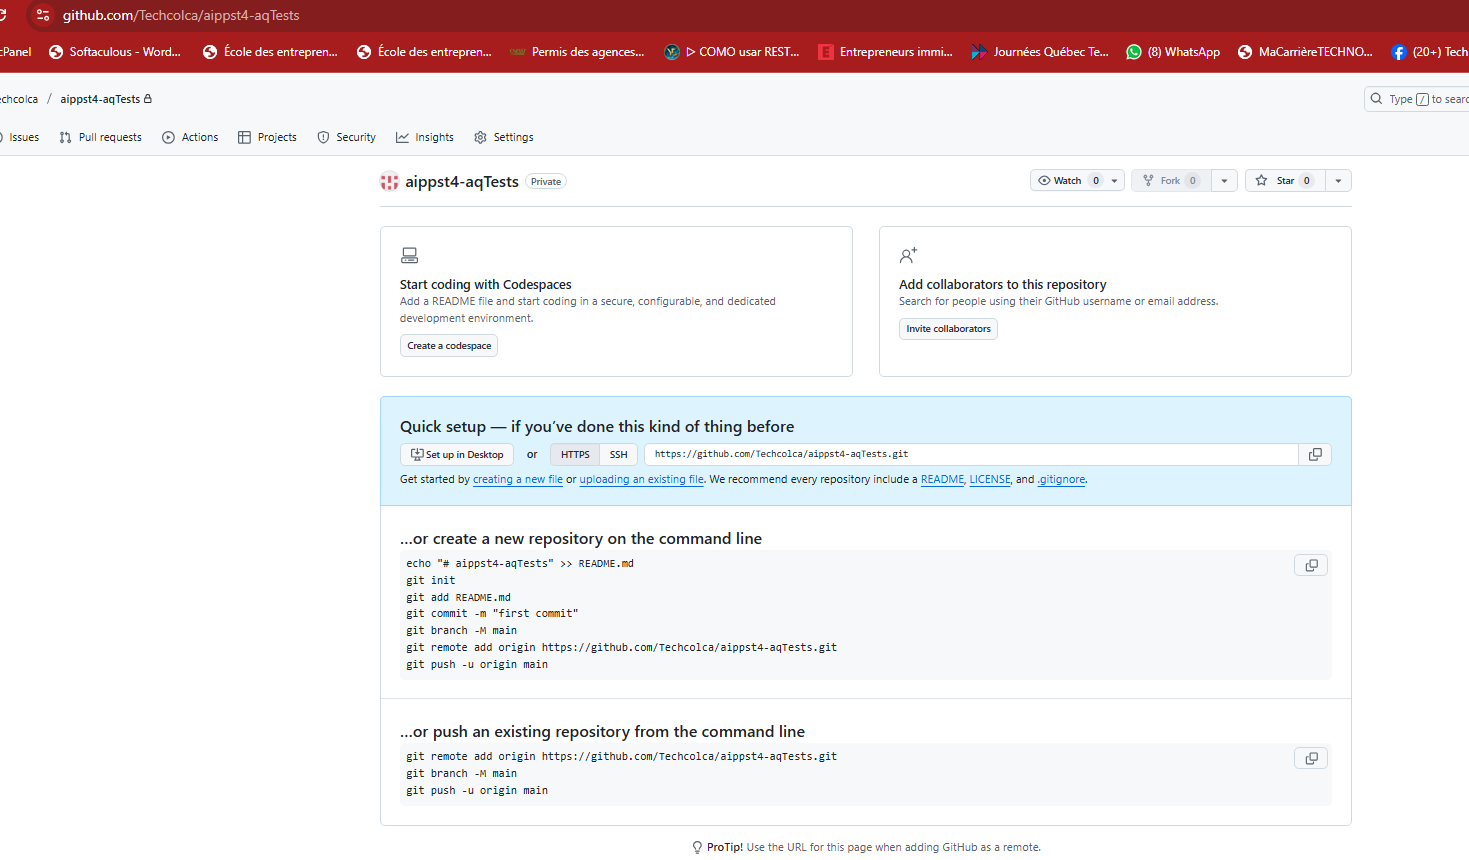 github.com/Techcolca/aippst4-aqTests
cPanel Softaculous - Word... École des entrepren... École des entrepren... Permis des agences... ▷ COMO usar REST... Entrepreneurs immi... Journées Québec Te... (8) WhatsApp MaCarrièreTECHNO... (20+) Tech
echcolca / aippst4-aqTests
Type / to searc
Issues Pull requests Actions Projects Security Insights Settings
aippst4-aqTests Private Watch 0 Fork 0 Star 0
Start coding with Codespaces
Add a README file and start coding in a secure, configurable, and dedicated
development environment.
Create a codespace
Add collaborators to this repository
Search for people using their GitHub username or email address.
Invite collaborators
Quick setup — if you’ve done this kind of thing before
Set up in Desktop or HTTPS SSH https://github.com/Techcolca/aippst4-aqTests.git
Get started by creating a new file or uploading an existing file. We recommend every repository include a README, LICENSE, and .gitignore.
…or create a new repository on the command line
echo "# aippst4-aqTests" >> README.md
git init
git add README.md
git commit -m "first commit"
git branch -M main
git remote add origin https://github.com/Techcolca/aippst4-aqTests.git
git push -u origin main
…or push an existing repository from the command line
git remote add origin https://github.com/Techcolca/aippst4-aqTests.git
git branch -M main
git push -u origin main
ProTip! Use the URL for this page when adding GitHub as a remote.